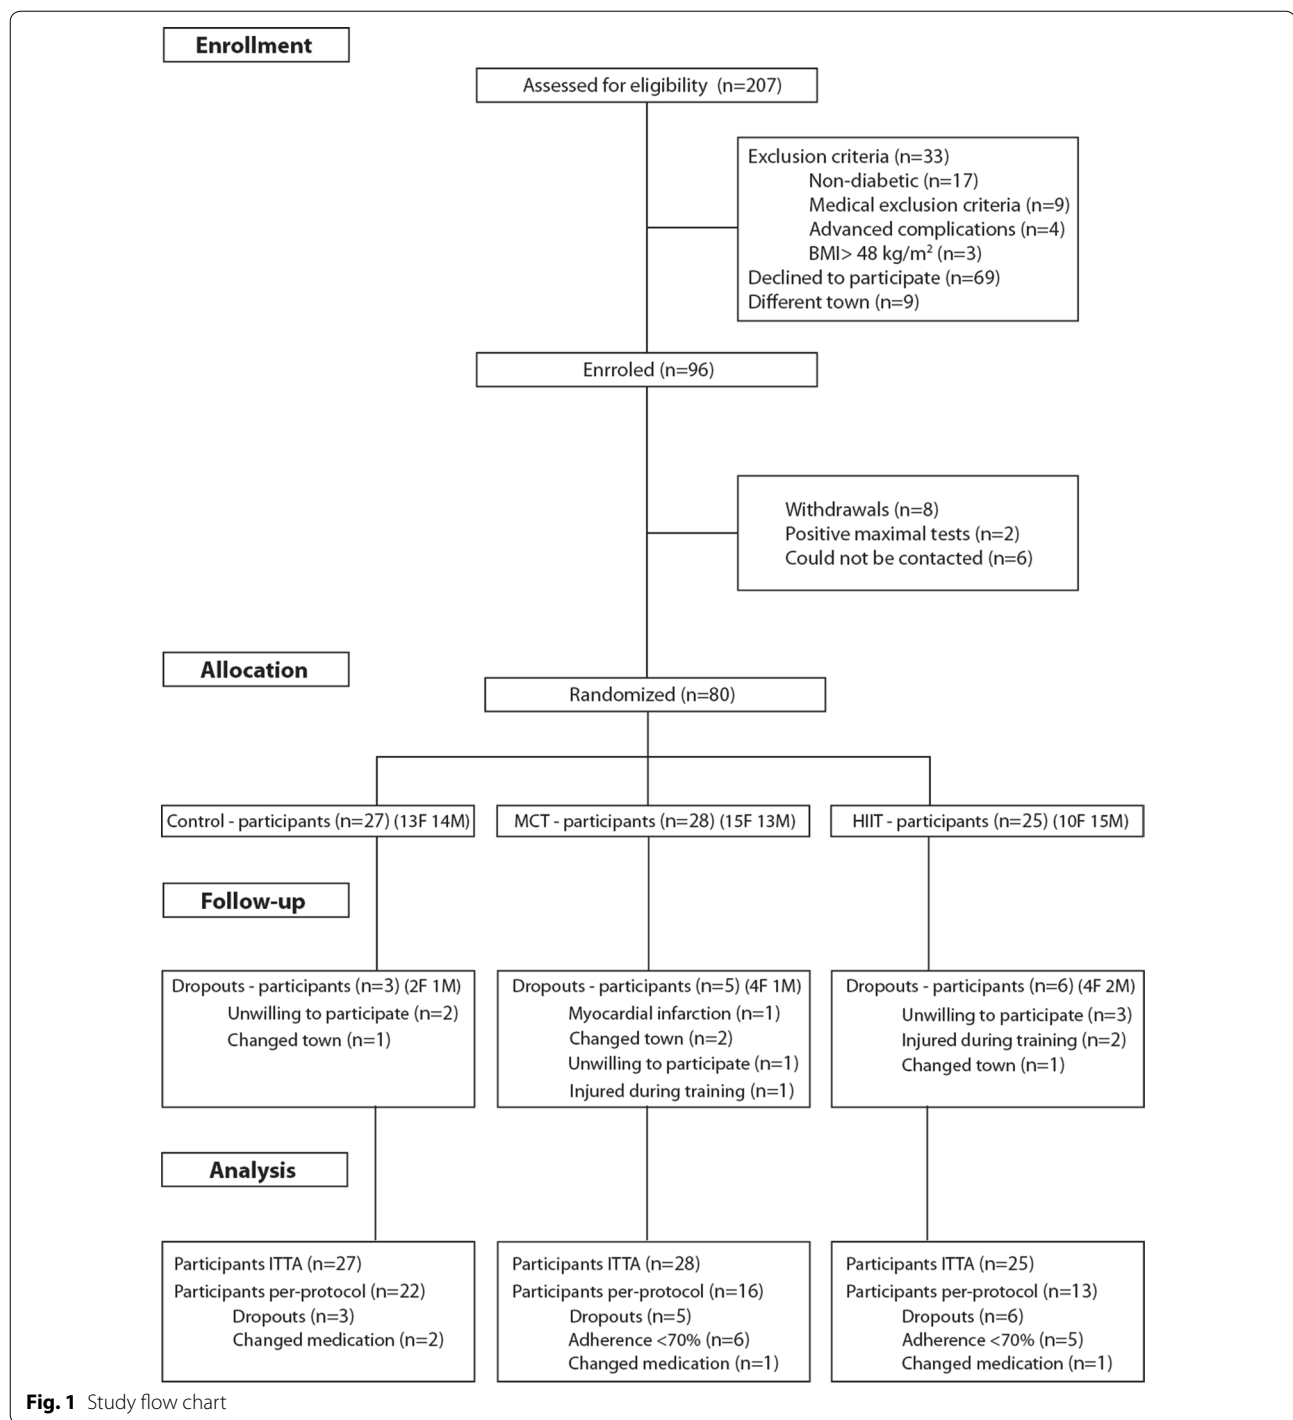 Enrollment
Assessed for eligibility (n=207)
Exclusion criteria (n=33)
Non-diabetic (n=17)
Medical exclusion criteria (n=9)
Advanced complications (n=4)
BMI> 48 kg/m² (n=3)
Declined to participate (n=69)
Different town (n=9)
Enrroled (n=96)
Withdrawals (n=8)
Positive maximal tests (n=2)
Could not be contacted (n=6)
Allocation
Randomized (n=80)
Control - participants (n=27) (13F 14M)
MCT - participants (n=28) (15F 13M)
HIIT - participants (n=25) (10F 15M)
Follow-up
Dropouts - participants (n=3) (2F 1M)
Unwilling to participate (n=2)
Changed town (n=1)
Dropouts - participants (n=5) (4F 1M)
Myocardial infarction (n=1)
Changed town (n=2)
Unwilling to participate (n=1)
Injured during training (n=1)
Dropouts - participants (n=6) (4F 2M)
Unwilling to participate (n=3)
Injured during training (n=2)
Changed town (n=1)
Analysis
Participants ITTA (n=27)
Participants per-protocol (n=22)
Dropouts (n=3)
Changed medication (n=2)
Participants ITTA (n=28)
Participants per-protocol (n=16)
Dropouts (n=5)
Adherence <70% (n=6)
Changed medication (n=1)
Participants ITTA (n=25)
Participants per-protocol (n=13)
Dropouts (n=6)
Adherence <70% (n=5)
Changed medication (n=1)
Fig. 1 Study flow chart